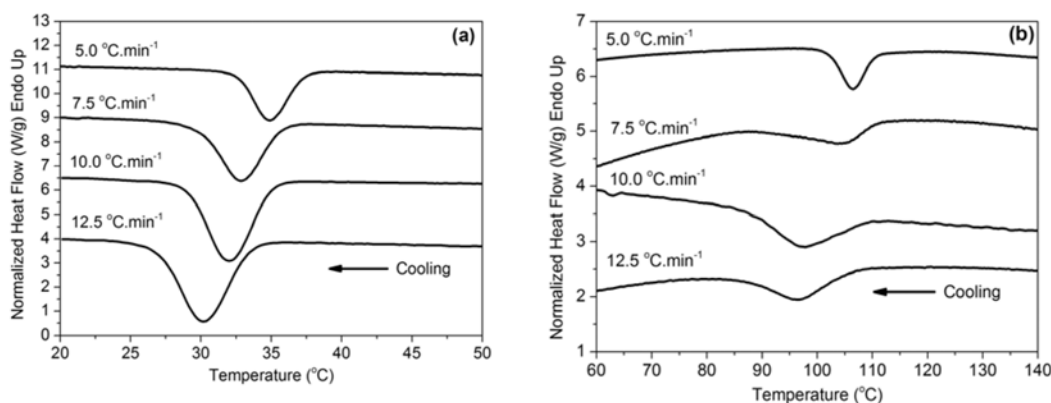 (a)
Normalized Heat Flow (W/g) Endo Up
13
12
11
10
9
8
7
6
5
4
3
2
1
0
5.0 °C.min⁻¹
7.5 °C.min⁻¹
10.0 °C.min⁻¹
12.5 °C.min⁻¹
Cooling
20 25 30 35 40 45 50
Temperature (°C)
(b)
Normalized Heat Flow (W/g) Endo Up
7
6
5
4
3
2
1
5.0 °C.min⁻¹
7.5 °C.min⁻¹
10.0 °C.min⁻¹
12.5 °C.min⁻¹
Cooling
60 70 80 90 100 110 120 130 140
Temperature (°C)